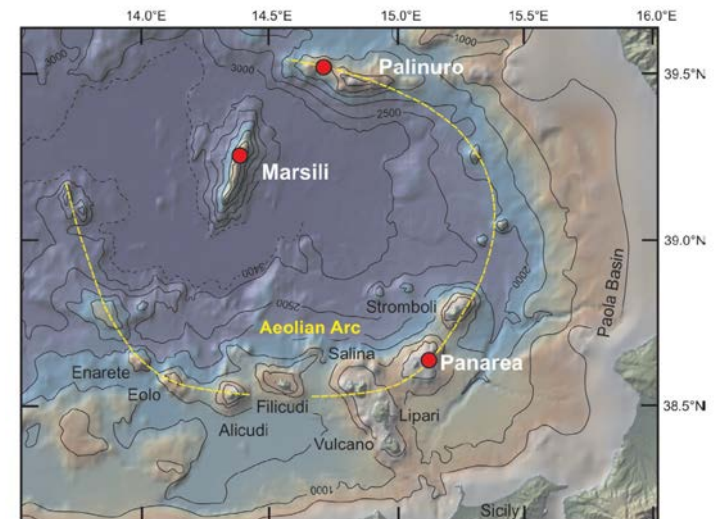 14.0°E
14.5°E
15.0°E
15.5°E
16.0°E
3000
1000
3000
Palinuro
39.5°N
2500
Marsili
39.0°N
3400
2500
2000
Paola Basin
Stromboli
Aeolian Arc
Salina
Panarea
Enarete
Eolo
Filicudi
38.5°N
Alicudi
Lipari
Vulcano
1000
Sicily